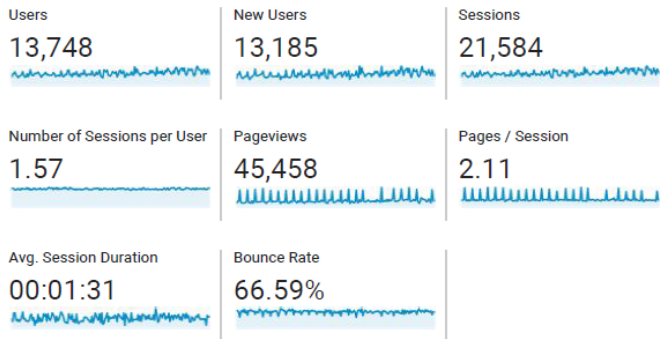 Users
13,748
New Users
13,185
Sessions
21,584
Number of Sessions per User
1.57
Pageviews
45,458
Pages / Session
2.11
Avg. Session Duration
00:01:31
Bounce Rate
66.59%